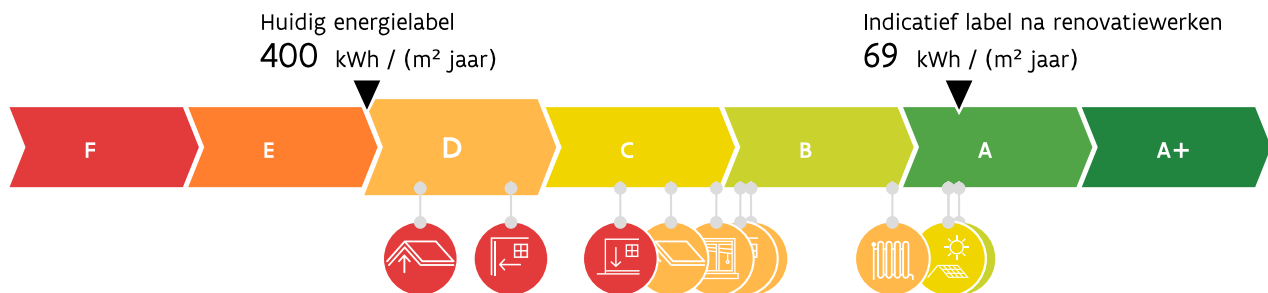 Huidig energielabel
400 kWh / (m² jaar)
Indicatief label na renovatiewerken
69 kWh / (m² jaar)
F E D C B A A+